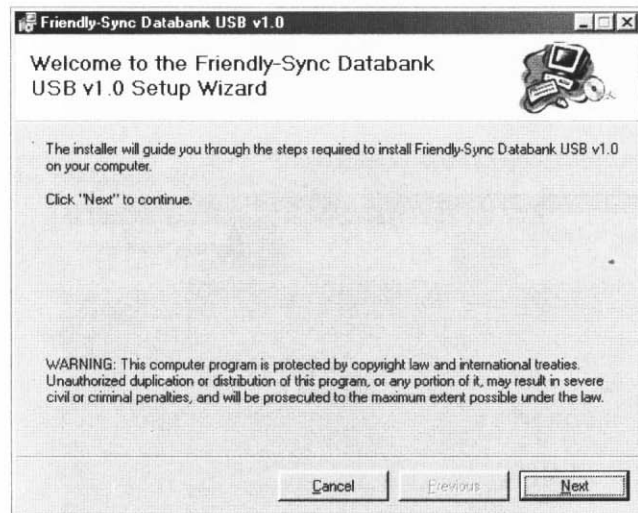 Friendly-Sync Databank USB v1.0
Welcome to the Friendly-Sync Databank
USB v1.0 Setup Wizard
The installer will guide you through the steps required to install Friendly-Sync Databank USB v1.0
on your computer.
Click "Next" to continue.
WARNING: This computer program is protected by copyright law and international treaties.
Unauthorized duplication or distribution of this program, or any portion of it, may result in severe
civil or criminal penalties, and will be prosecuted to the maximum extent possible under the law.
Cancel Previous Next